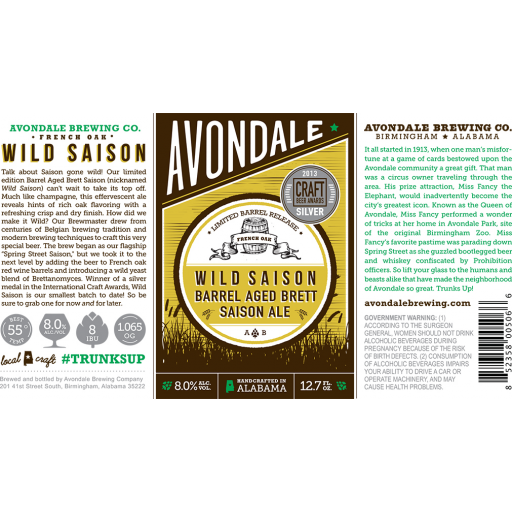 AVONDALE BREWING CO.
• FRENCH OAK •
WILD SAISON
Talk about Saison gone wild! Our limited
edition Barrel Aged Brett Saison (nicknamed
Wild Saison) can't wait to take its top off.
Much like champagne, this effervescent ale
reveals hints of rich oak flavoring with a
refreshing crisp and dry finish. How did we
make it Wild? Our Brewmaster drew from
centuries of Belgian brewing tradition and
modern brewing techniques to craft this very
special beer. The brew began as our flagship
"Spring Street Saison," but we took it to the
next level by adding the beer to French oak
red wine barrels and introducing a wild yeast
blend of Brettanomyces. Winner of a silver
medal in the International Craft Awards, Wild
Saison is our smallest batch to date! So be
sure to grab one for now and for later.
BEST
55°
TEMP
8.0%
ALC./VOL.
8
IBU
1.065
OG
local craft #TRUNKSUP
Brewed and bottled by Avondale Brewing Company
201 41st Street South, Birmingham, Alabama 35222
AVONDALE
2013
CRAFT
BEER AWARDS
SILVER
• LIMITED BARREL RELEASE •
FRENCH OAK
WILD SAISON
BARREL AGED BRETT
SAISON ALE
A B
8.0% ALC. VOL.
HANDCRAFTED IN
ALABAMA
12.7 FL. OZ.
AVONDALE BREWING CO.
BIRMINGHAM ★ ALABAMA
It all started in 1913, when one man's misfor-
tune at a game of cards bestowed upon the
Avondale community a great gift. That man
was a circus owner traveling through the
area. His prize attraction, Miss Fancy the
Elephant, would inadvertently become the
city's greatest icon. Known as the Queen of
Avondale, Miss Fancy performed a wonder
of tricks at her home in Avondale Park, site
of the original Birmingham Zoo. Miss
Fancy's favorite pastime was parading down
Spring Street as she guzzled bootlegged beer
and whiskey confiscated by Prohibition
officers. So lift your glass to the humans and
beasts alike that have made the neighborhood
of Avondale so great. Trunks Up!
avondalebrewing.com
GOVERNMENT WARNING: (1)
ACCORDING TO THE SURGEON
GENERAL, WOMEN SHOULD NOT DRINK
ALCOHOLIC BEVERAGES DURING
PREGNANCY BECAUSE OF THE RISK
OF BIRTH DEFECTS. (2) CONSUMPTION
OF ALCOHOLIC BEVERAGES IMPAIRS
YOUR ABILITY TO DRIVE A CAR OR
OPERATE MACHINERY, AND MAY
CAUSE HEALTH PROBLEMS.
8 52358 00506 6